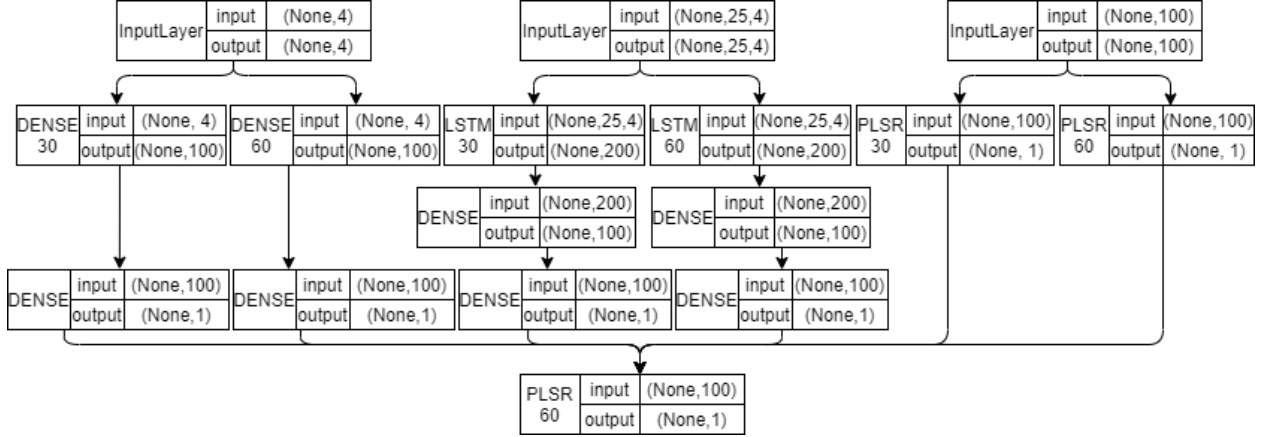 InputLayer input (None,4)
output (None,4)
InputLayer input (None,25,4)
output (None,25,4)
InputLayer input (None,100)
output (None,100)
DENSE 30 input (None, 4)
output (None,100)
DENSE 60 input (None, 4)
output (None,100)
LSTM 30 input (None,25,4)
output (None,200)
LSTM 60 input (None,25,4)
output (None,200)
PLSR 30 input (None,100)
output (None, 1)
PLSR 60 input (None,100)
output (None, 1)
DENSE input (None,200)
output (None,100)
DENSE input (None,200)
output (None,100)
DENSE input (None,100)
output (None,1)
DENSE input (None,100)
output (None,1)
DENSE input (None,100)
output (None,1)
DENSE input (None,100)
output (None,1)
PLSR 60 input (None,100)
output (None,1)